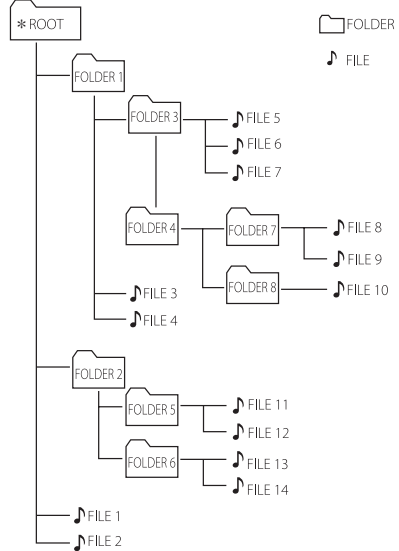 * ROOT
FOLDER
FILE
FOLDER 1
FOLDER 3
FILE 5
FILE 6
FILE 7
FOLDER 4
FOLDER 7
FILE 8
FILE 9
FOLDER 8
FILE 10
FILE 3
FILE 4
FOLDER 2
FOLDER 5
FILE 11
FILE 12
FOLDER 6
FILE 13
FILE 14
FILE 1
FILE 2